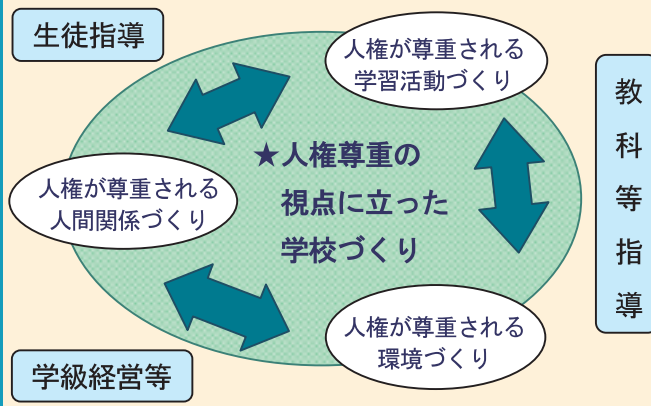 生徒指導
人権が尊重される
学習活動づくり
教科等指導
★人権尊重の
視点に立った
学校づくり
人権が尊重される
人間関係づくり
人権が尊重される
環境づくり
学級経営等